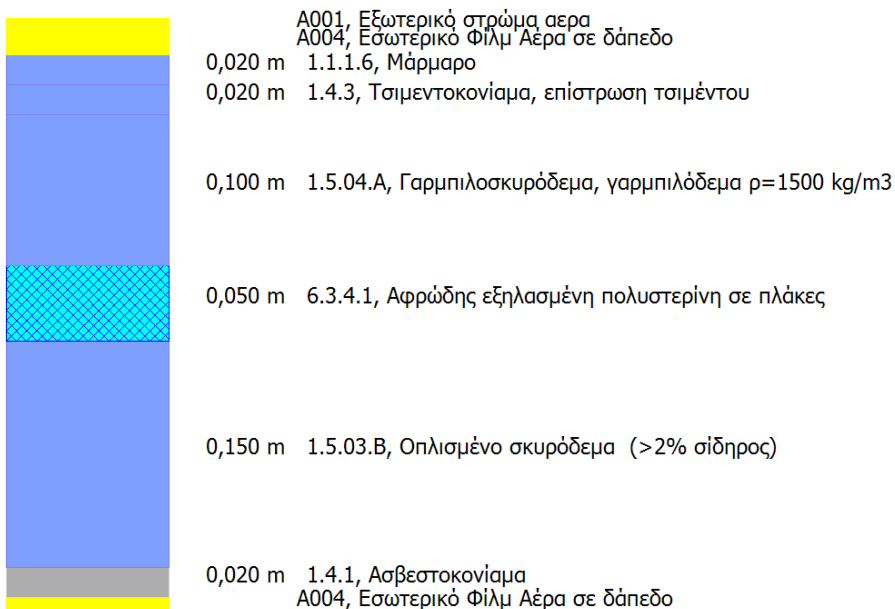 A001, Εξωτερικό στρώμα αερα
A004, Εσωτερικό Φίλμ Αέρα σε δάπεδο
0,020 m 1.1.1.6, Μάρμαρο
0,020 m 1.4.3, Τσιμεντοκονίαμα, επίστρωση τσιμέντου
0,100 m 1.5.04.Α, Γαρμπιλοσκυρόδεμα, γαρμπιλόδεμα ρ=1500 kg/m3
0,050 m 6.3.4.1, Αφρώδης εξηλασμένη πολυστερίνη σε πλάκες
0,150 m 1.5.03.Β, Οπλισμένο σκυρόδεμα (>2% σίδηρος)
0,020 m 1.4.1, Ασβεστοκονίαμα
A004, Εσωτερικό Φίλμ Αέρα σε δάπεδο